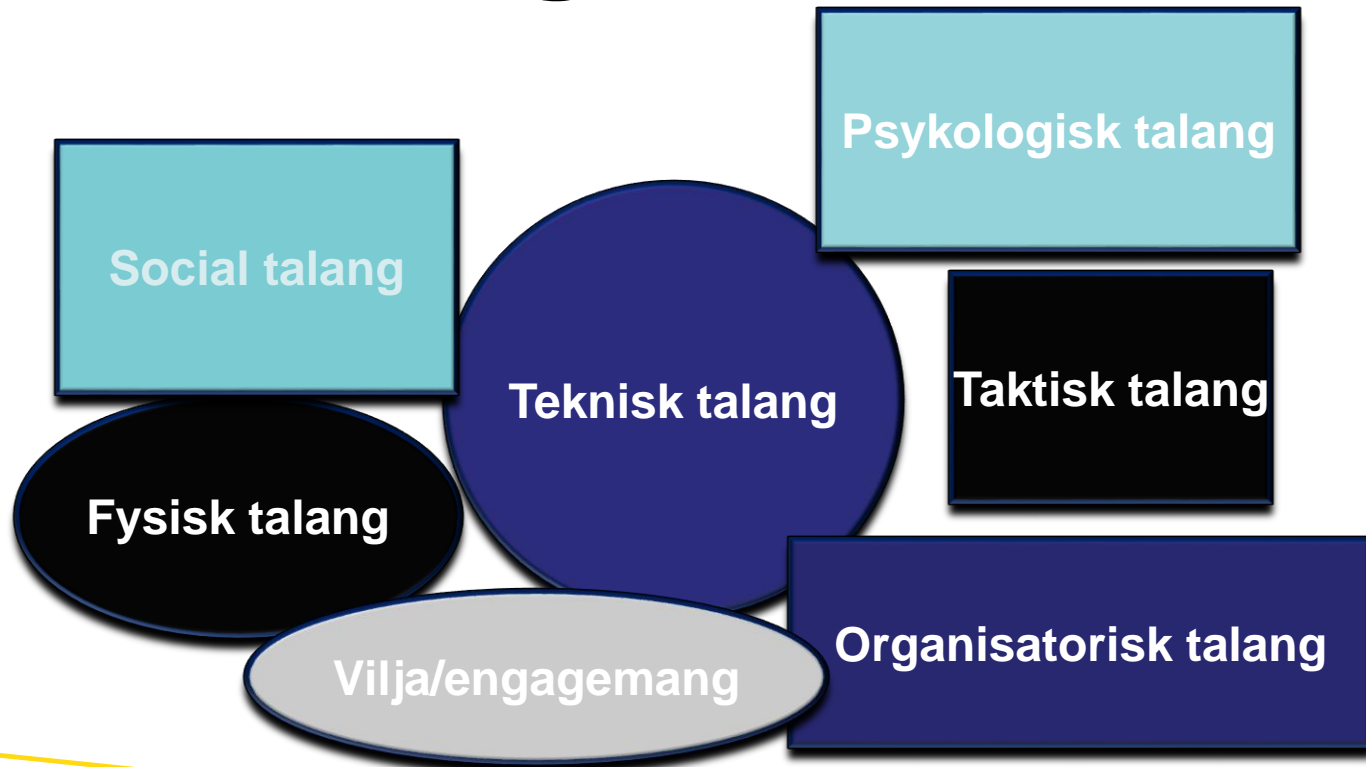 Psykologisk talang
Social talang
Teknisk talang
Taktisk talang
Fysisk talang
Organisatorisk talang
Vilja/engagemang